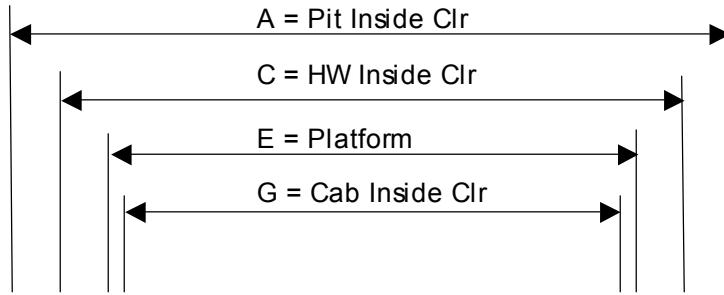 A = Pit Inside Clr
C = HW Inside Clr
E = Platform
G = Cab Inside Clr